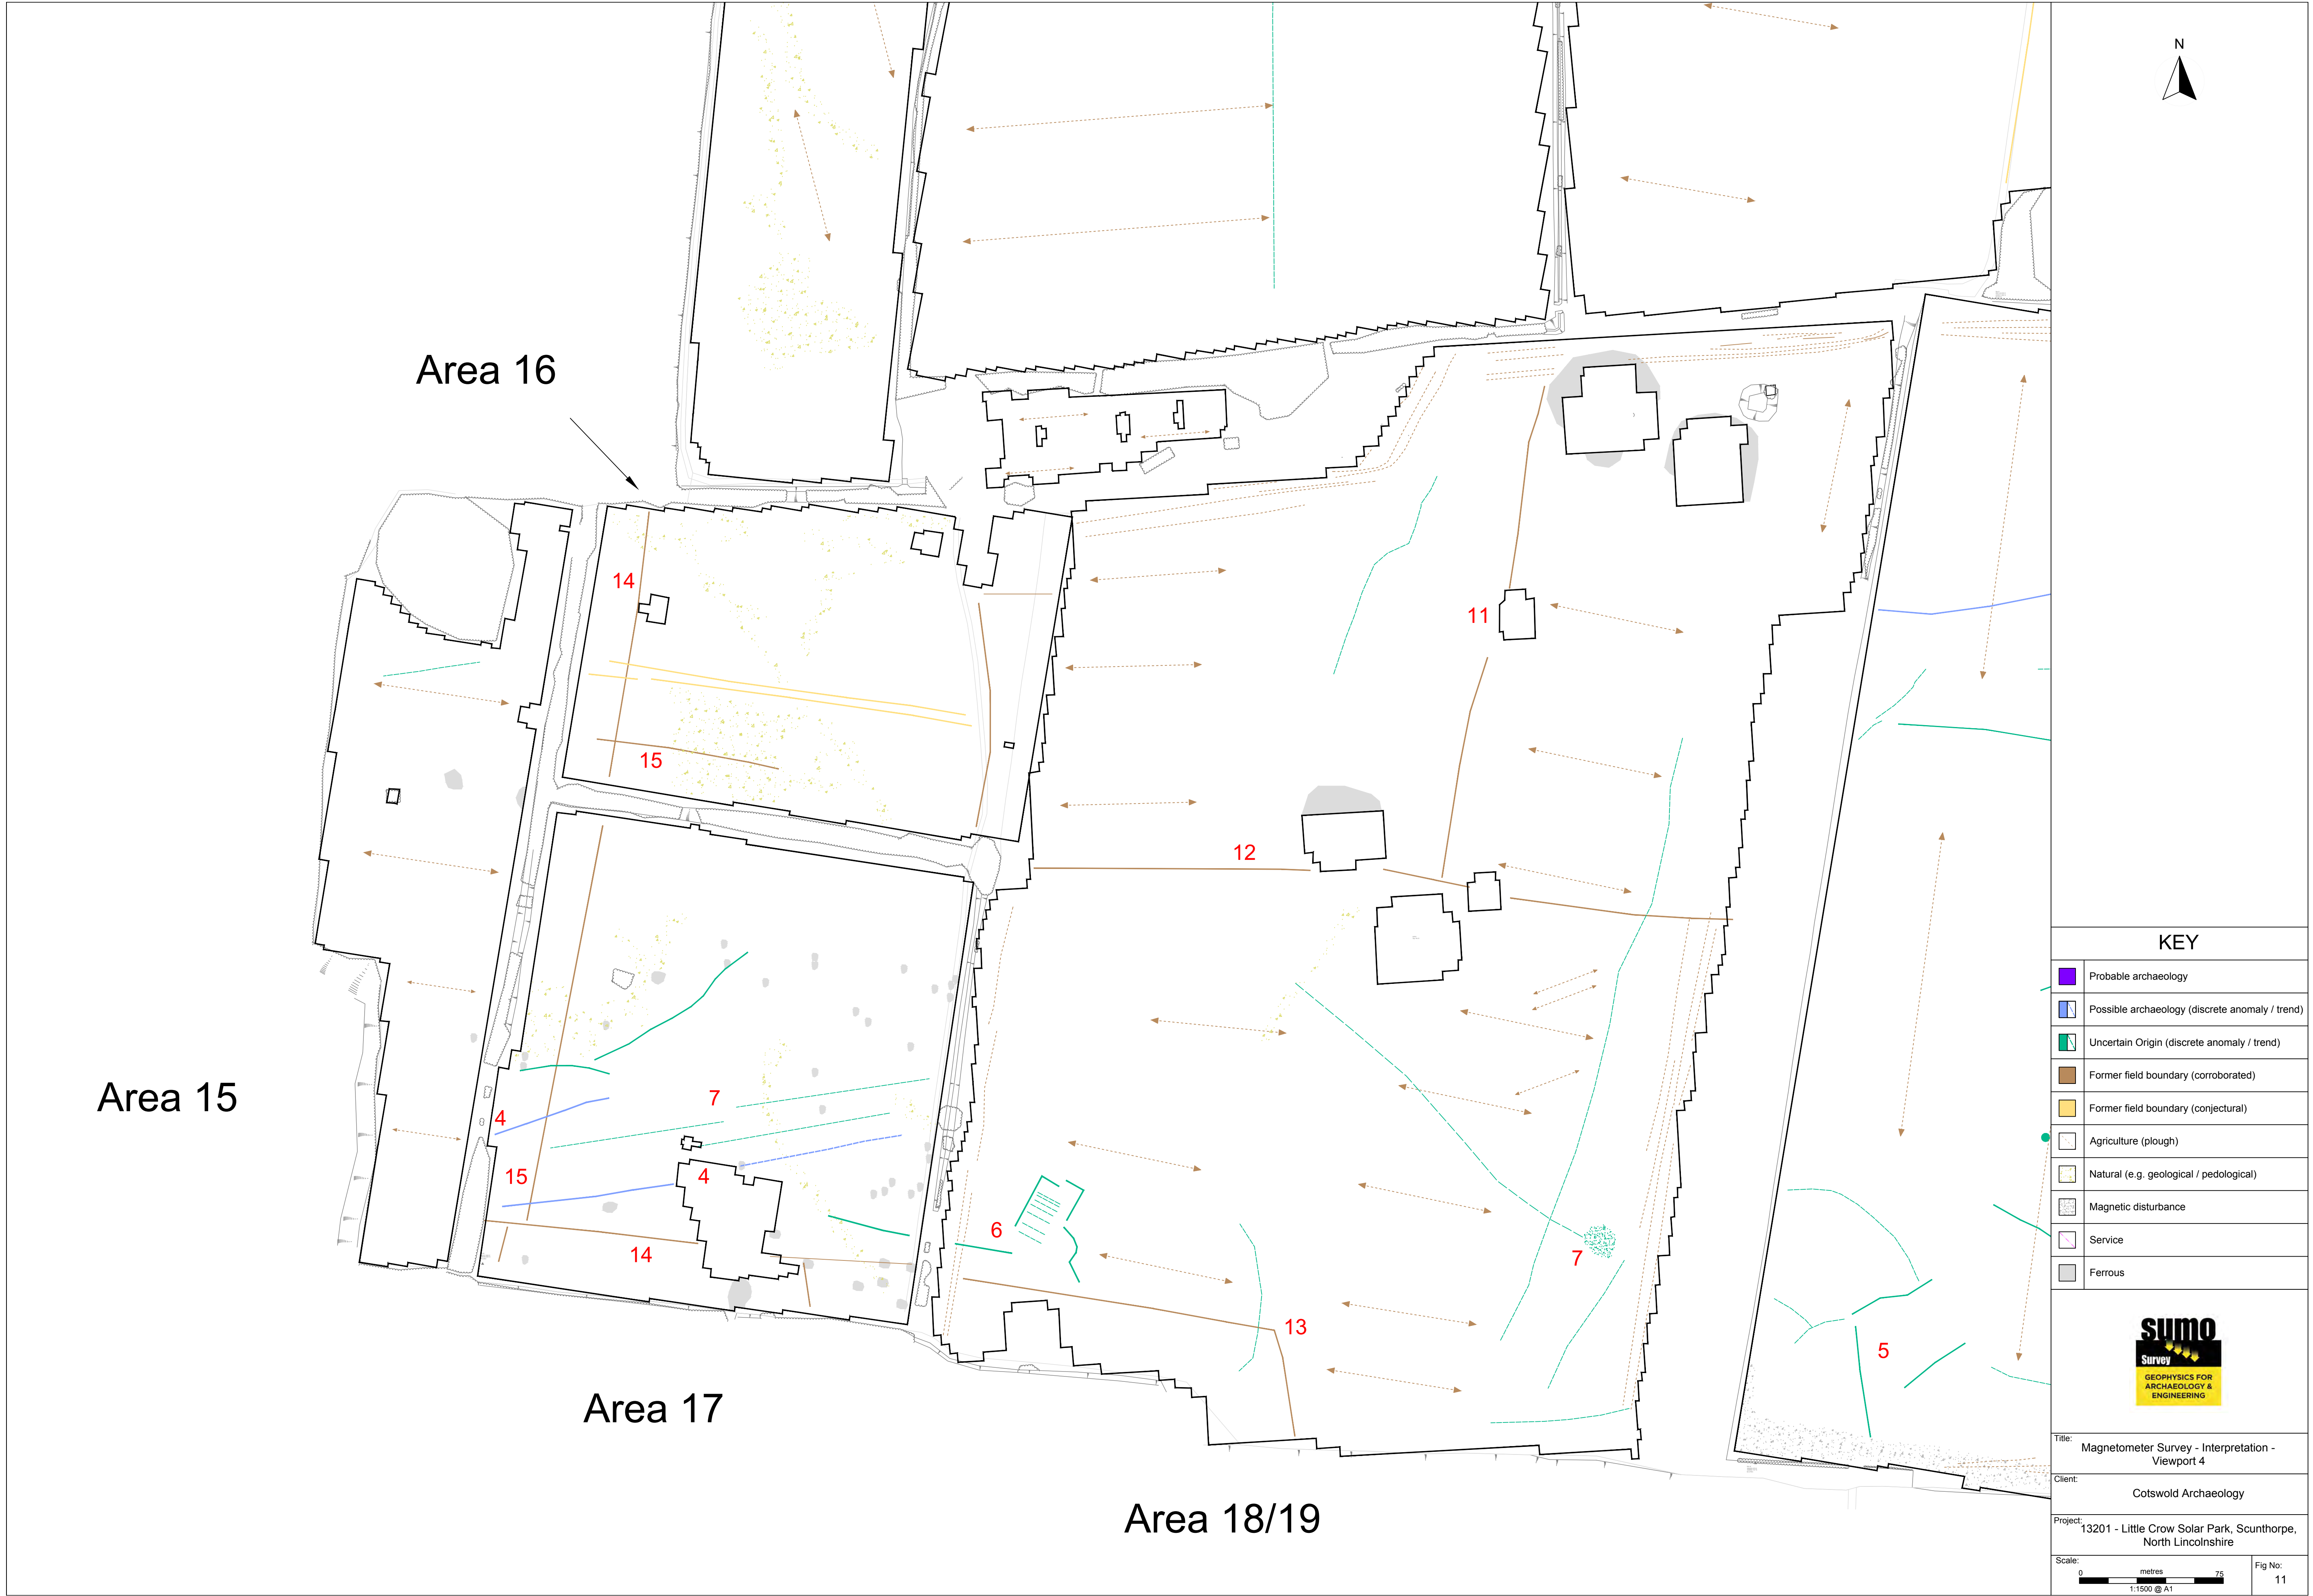 N
Area 16
14
11
15
12
Area 15
7
4
15
4
6
14
7
13
5
Area 17
Area 18/19
KEY
Probable archaeology
Possible archaeology (discrete anomaly / trend)
Uncertain Origin (discrete anomaly / trend)
Former field boundary (corroborated)
Former field boundary (conjectural)
Agriculture (plough)
Natural (e.g. geological / pedological)
Magnetic disturbance
Service
Ferrous
sumo
Survey
GEOPHYSICS FOR
ARCHAEOLOGY &
ENGINEERING
Title:
Magnetometer Survey - Interpretation -
Viewport 4
Client:
Cotswold Archaeology
Project:
13201 - Little Crow Solar Park, Scunthorpe,
North Lincolnshire
Scale:
0 metres 75
1:1500 @ A1
Fig No:
11